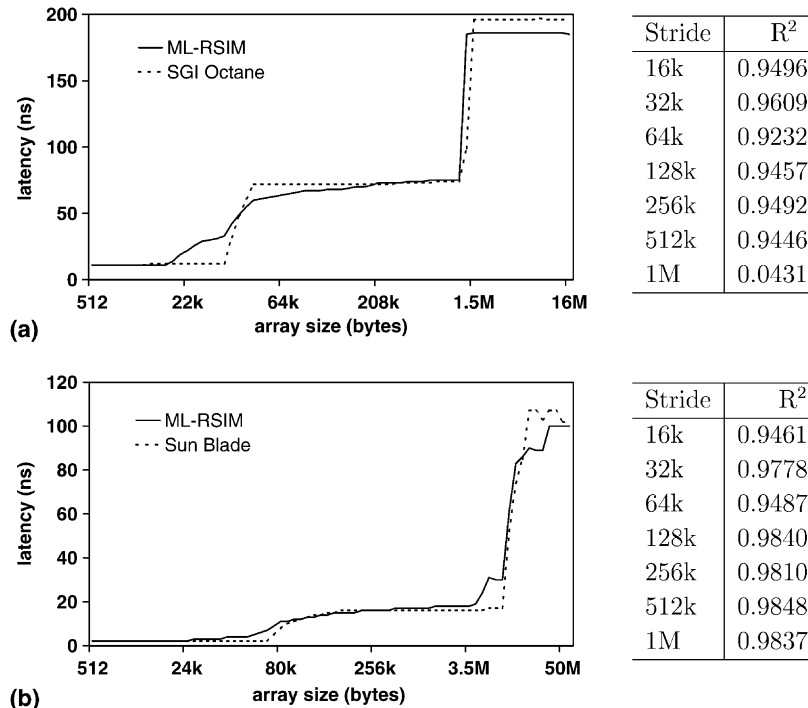 200
150
100
50
0
latency (ns)
ML-RSIM
SGI Octane
512 22k 64k 208k 1.5M 16M
array size (bytes)
(a)
Stride R²
16k 0.9496
32k 0.9609
64k 0.9232
128k 0.9457
256k 0.9492
512k 0.9446
1M 0.0431
120
100
80
60
40
20
0
latency (ns)
ML-RSIM
Sun Blade
512 24k 80k 256k 3.5M 50M
array size (bytes)
(b)
Stride R²
16k 0.9461
32k 0.9778
64k 0.9487
128k 0.9840
256k 0.9810
512k 0.9848
1M 0.9837